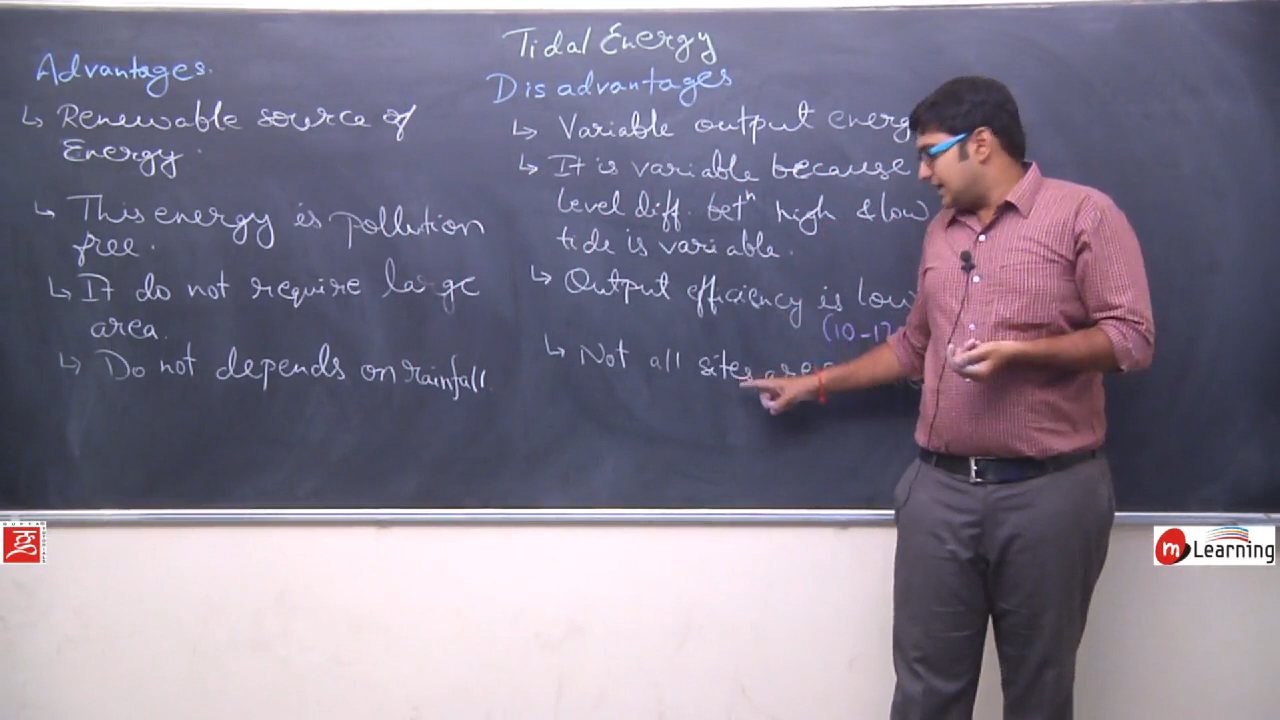 Tidal Energy
Advantages.
↳ Renewable source of
Energy.
↳ This energy is pollution
free.
↳ It do not require large
area.
↳ Do not depends on rainfall.
Disadvantages
↳ Variable output energ
↳ It is variable because
level diff. betⁿ high & low
tide is variable.
↳ Output efficiency is low
(10-17
↳ Not all sites are
m Learning